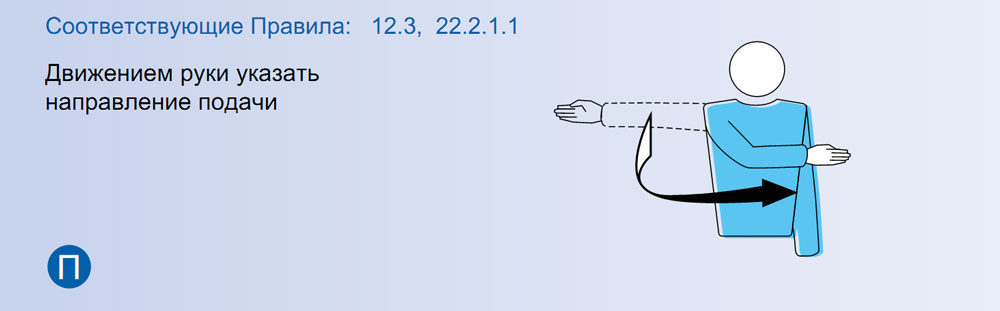 Соответствующие Правила: 12.3, 22.2.1.1
Движением руки указать
направление подачи
П